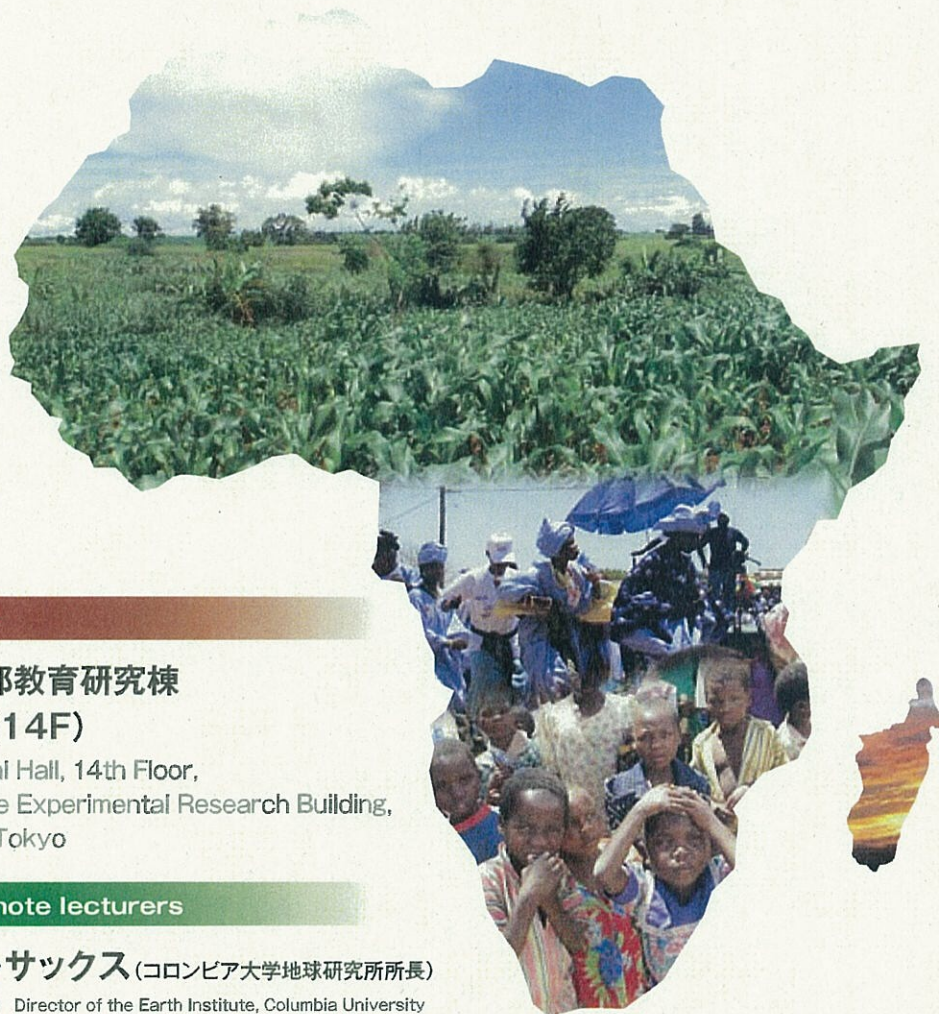 部教育研究棟
14F)
Hall, 14th Floor,
Experimental Research Building,
Tokyo
note lecturers
サックス(コロンビア大学地球研究所所長)
Director of the Earth Institute, Columbia University